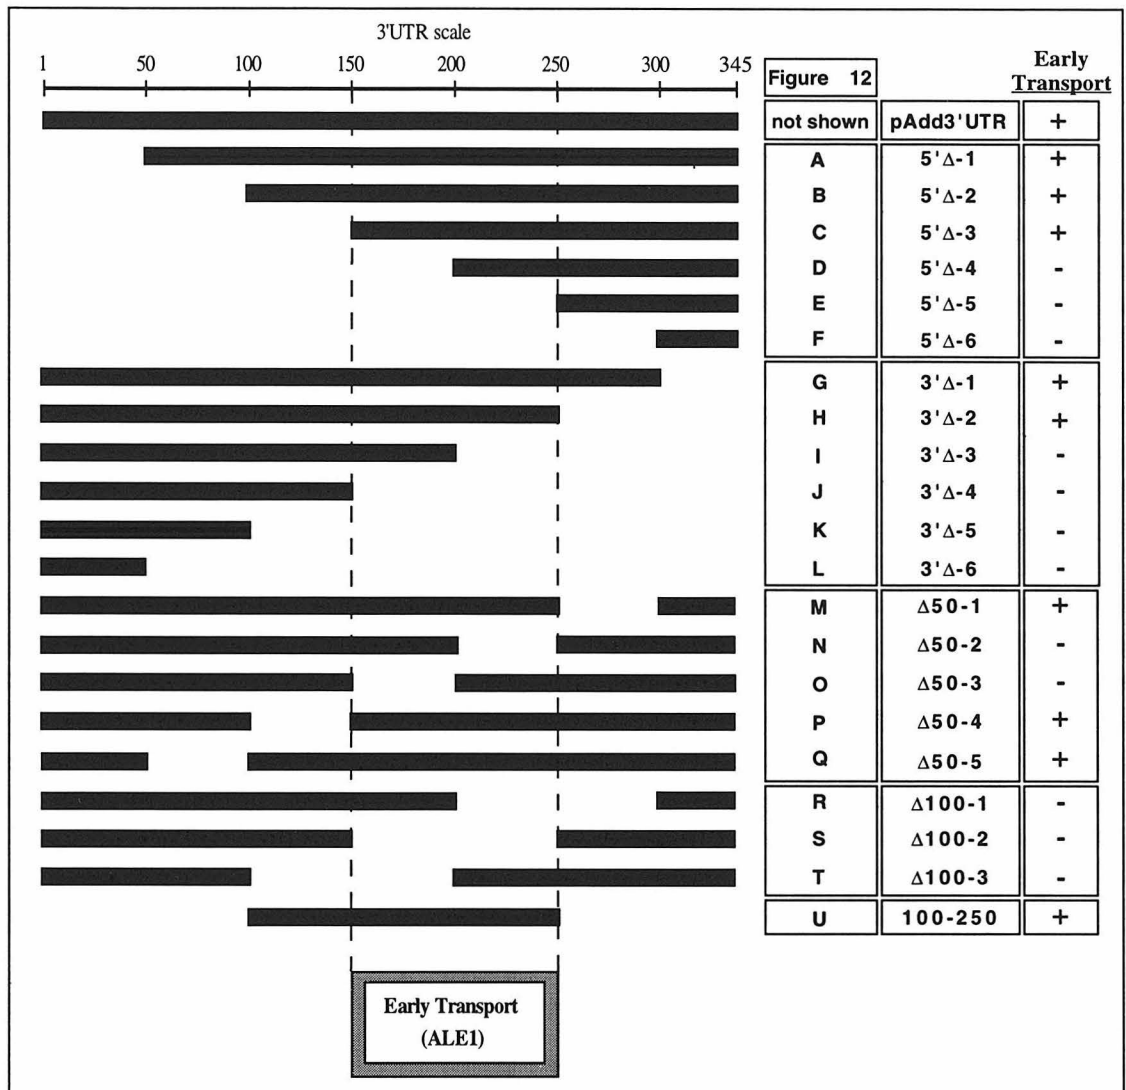 3'UTR scale
1 50 100 150 200 250 300 345
Figure 12
Early
Transport
not shown pAdd3'UTR +
A 5'Δ-1 +
B 5'Δ-2 +
C 5'Δ-3 +
D 5'Δ-4 -
E 5'Δ-5 -
F 5'Δ-6 -
G 3'Δ-1 +
H 3'Δ-2 +
I 3'Δ-3 -
J 3'Δ-4 -
K 3'Δ-5 -
L 3'Δ-6 -
M Δ50-1 +
N Δ50-2 -
O Δ50-3 -
P Δ50-4 +
Q Δ50-5 +
R Δ100-1 -
S Δ100-2 -
T Δ100-3 -
U 100-250 +
Early Transport
(ALE1)